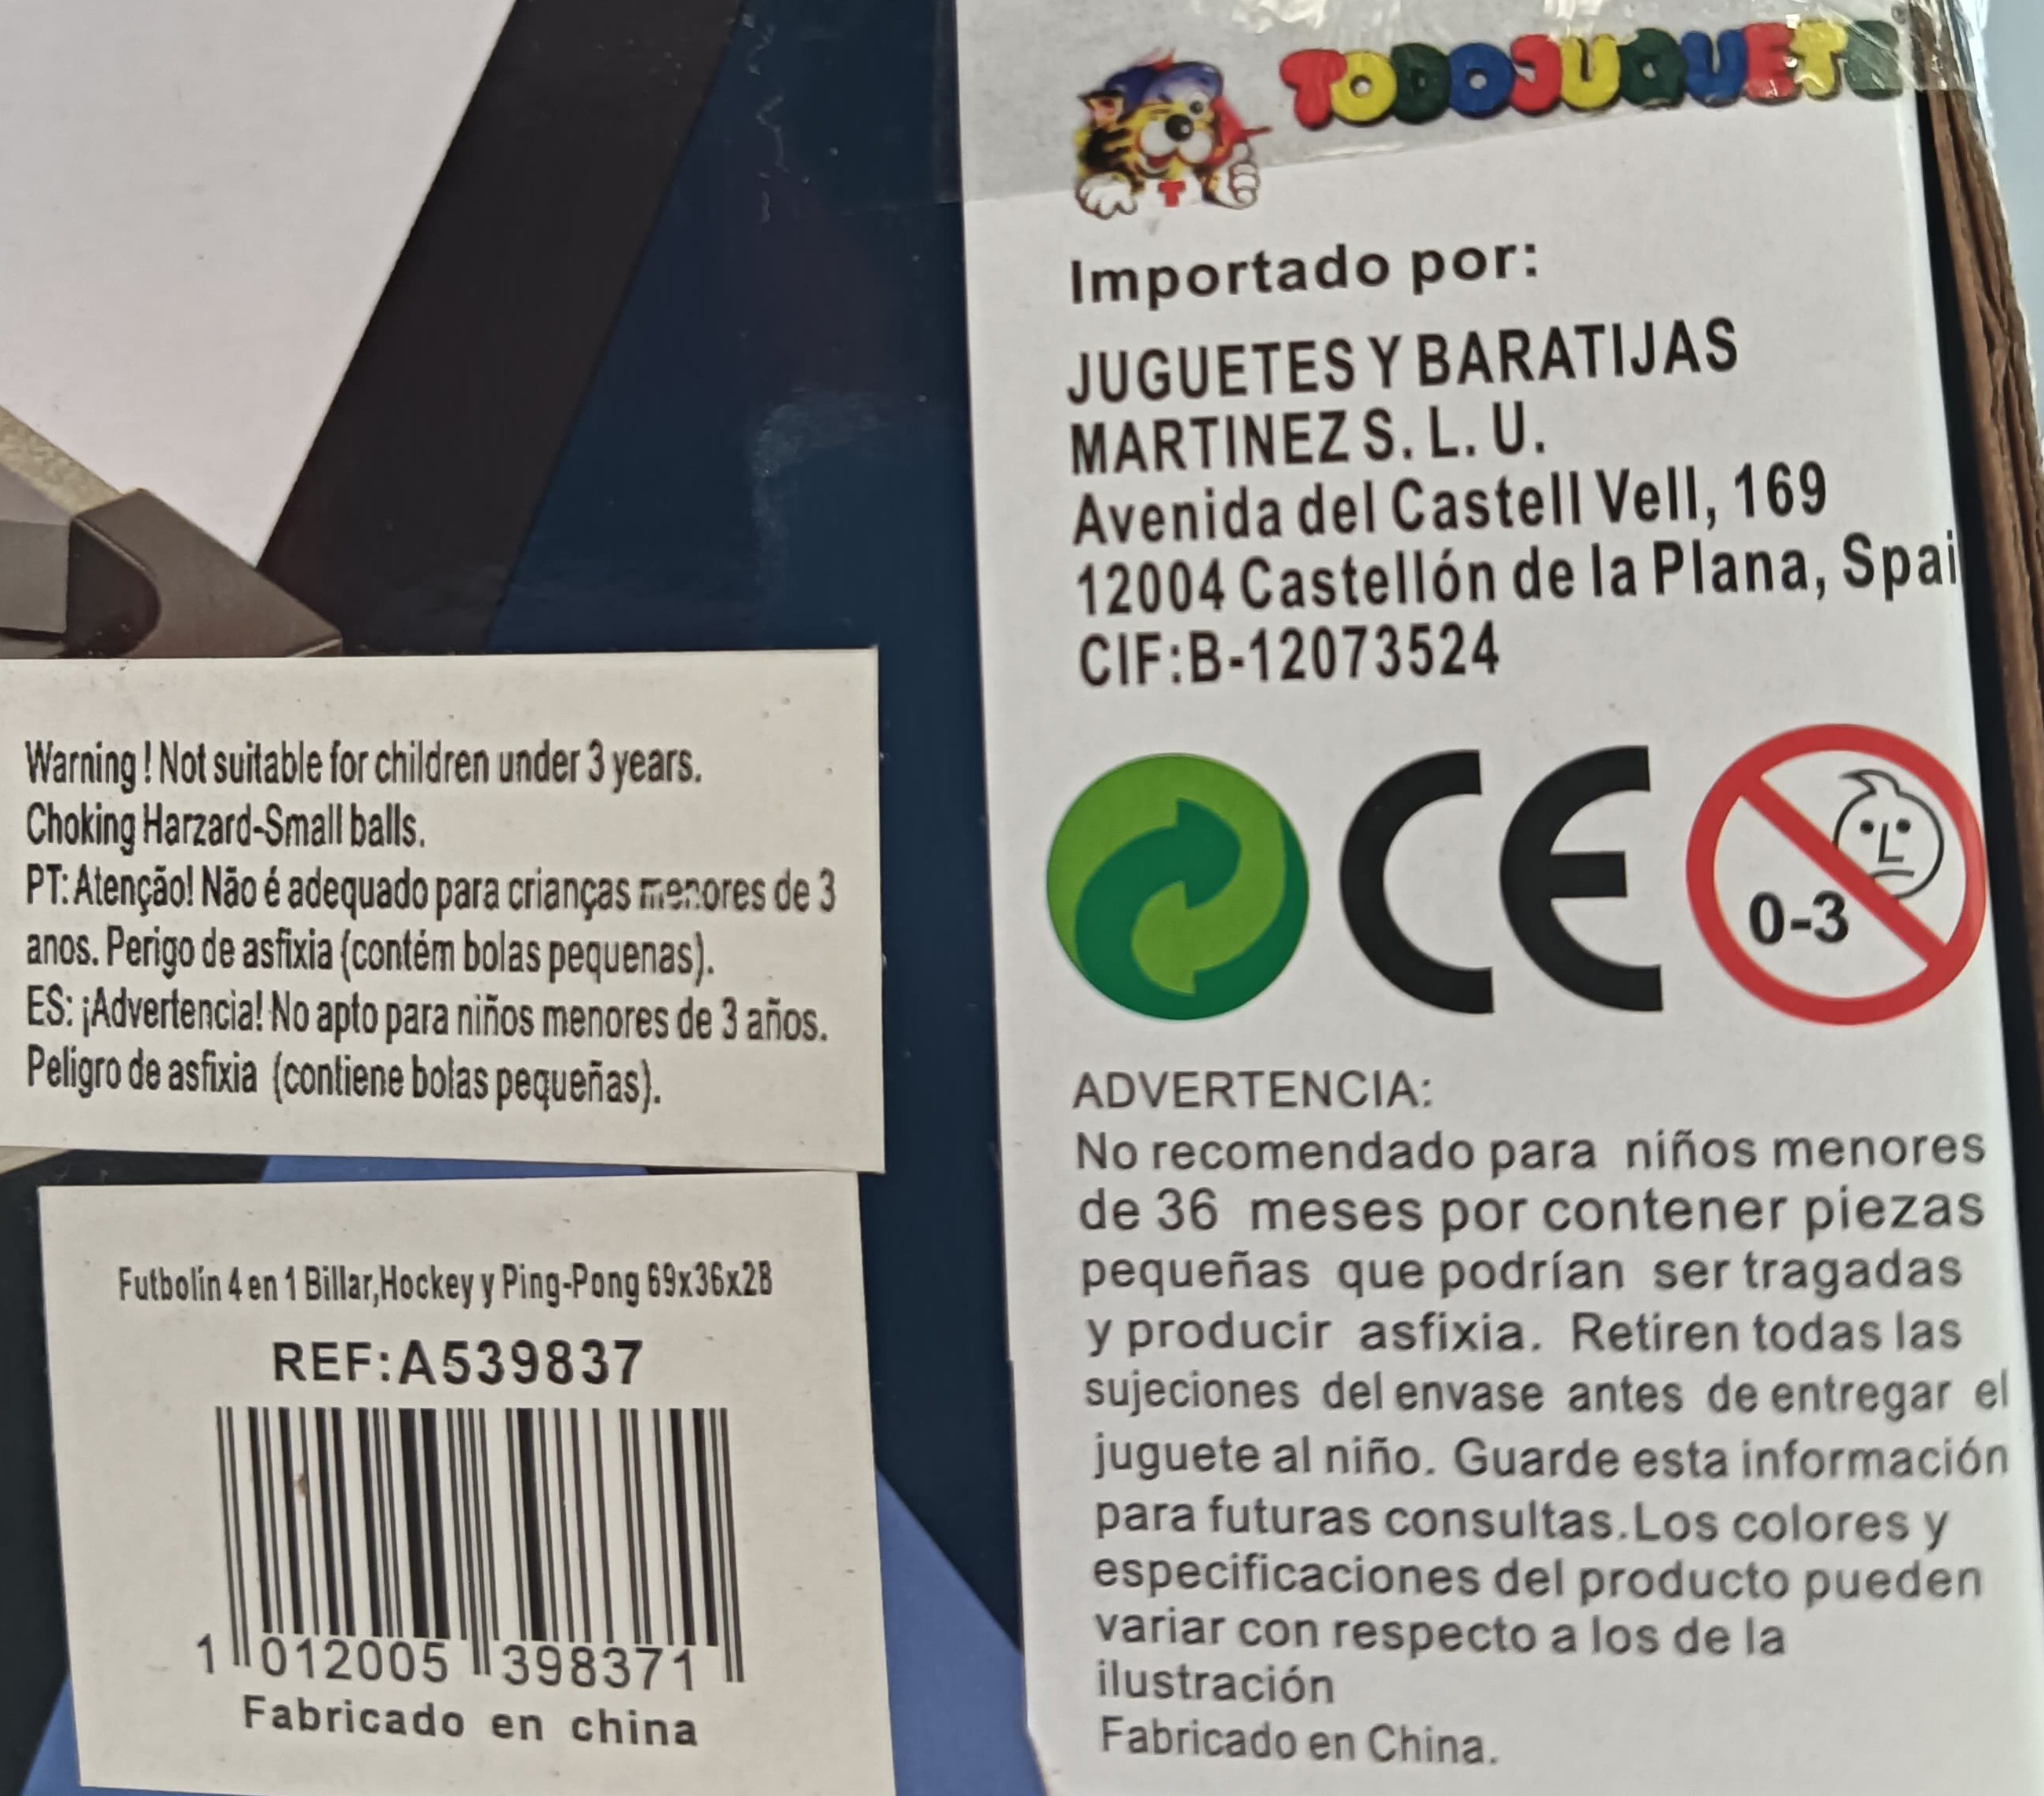 TODOJUQUETE
Importado por:
JUGUETES Y BARATIJAS
MARTINEZ S. L. U.
Avenida del Castell Vell, 169
12004 Castellón de la Plana, Spai
CIF:B-12073524
CE
0-3
ADVERTENCIA:
No recomendado para niños menores
de 36 meses por contener piezas
pequeñas que podrían ser tragadas
y producir asfixia. Retiren todas las
sujeciones del envase antes de entregar el
juguete al niño. Guarde esta información
para futuras consultas.Los colores y
especificaciones del producto pueden
variar con respecto a los de la
ilustración
Fabricado en China.
Warning ! Not suitable for children under 3 years.
Choking Harzard-Small balls.
PT: Atenção! Não é adequado para crianças menores de 3
anos. Perigo de asfixia (contém bolas pequenas).
ES: ¡Advertencia! No apto para niños menores de 3 años.
Peligro de asfixia (contiene bolas pequeñas).
Futbolín 4 en 1 Billar,Hockey y Ping-Pong 69x36x28
REF:A539837
1 012005 398371
Fabricado en china